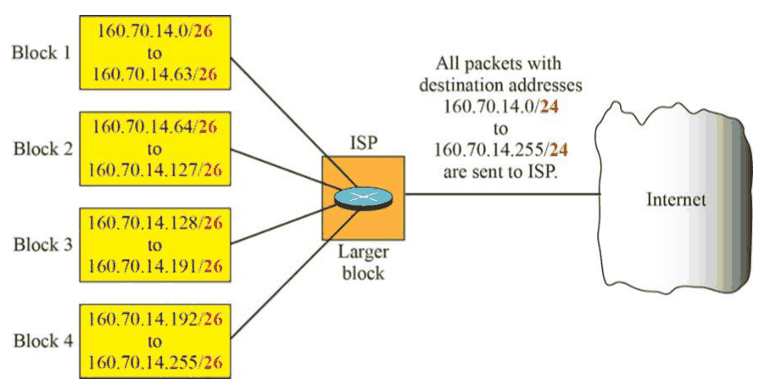 Block 1
160.70.14.0/26
to
160.70.14.63/26
Block 2
160.70.14.64/26
to
160.70.14.127/26
Block 3
160.70.14.128/26
to
160.70.14.191/26
Block 4
160.70.14.192/26
to
160.70.14.255/26
ISP
Larger
block
All packets with
destination addresses
160.70.14.0/24
to
160.70.14.255/24
are sent to ISP.
Internet